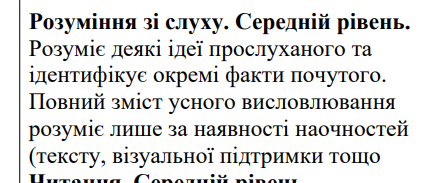 Розуміння зі слуху. Середній рівень.
Розуміє деякі ідеї прослуханого та
ідентифікує окремі факти почутого.
Повний зміст усного висловлювання
розуміє лише за наявності наочностей
(тексту, візуальної підтримки тощо
Читання. Середній рівень